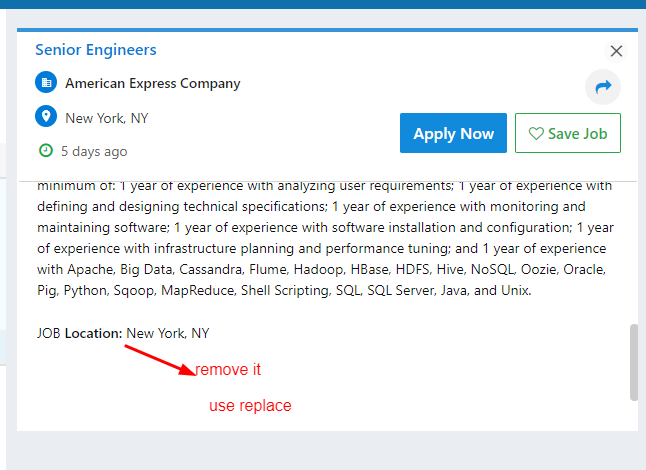 Senior Engineers
American Express Company
New York, NY
Apply Now
Save Job
5 days ago
minimum of: 1 year of experience with analyzing user requirements; 1 year of experience with
defining and designing technical specifications; 1 year of experience with monitoring and
maintaining software; 1 year of experience with software installation and configuration; 1 year
of experience with infrastructure planning and performance tuning; and 1 year of experience
with Apache, Big Data, Cassandra, Flume, Hadoop, HBase, HDFS, Hive, NoSQL, Oozie, Oracle,
Pig, Python, Sqoop, MapReduce, Shell Scripting, SQL, SQL Server, Java, and Unix.
JOB Location: New York, NY
remove it
use replace